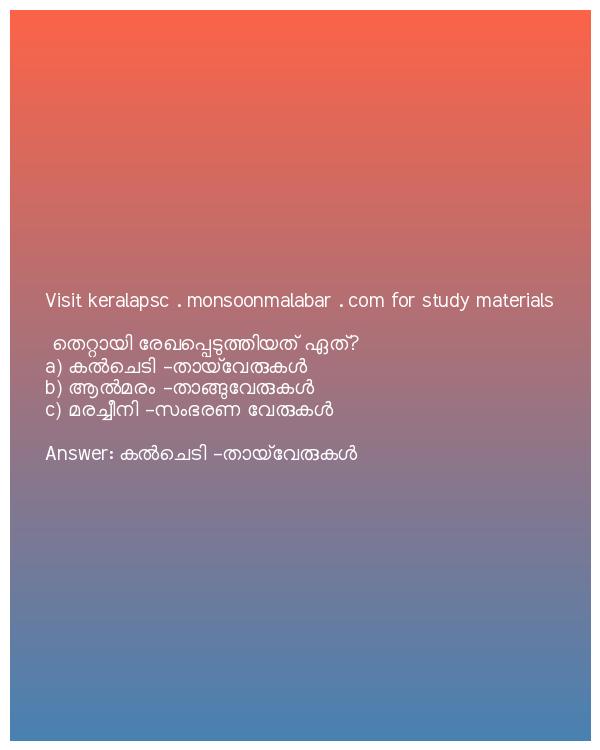 Visit keralapsc . monsoonmalabar . com for study materials
തെറ്റായി രേഖപ്പെടുത്തിയത് ഏത്?
a) കൽചെടി -തായ്‌വേരുകൾ
b) ആൽമരം -താങ്ങുവേരുകൾ
c) മരച്ചീനി -സംഭരണ വേരുകൾ
Answer: കൽചെടി -തായ്‌വേരുകൾ